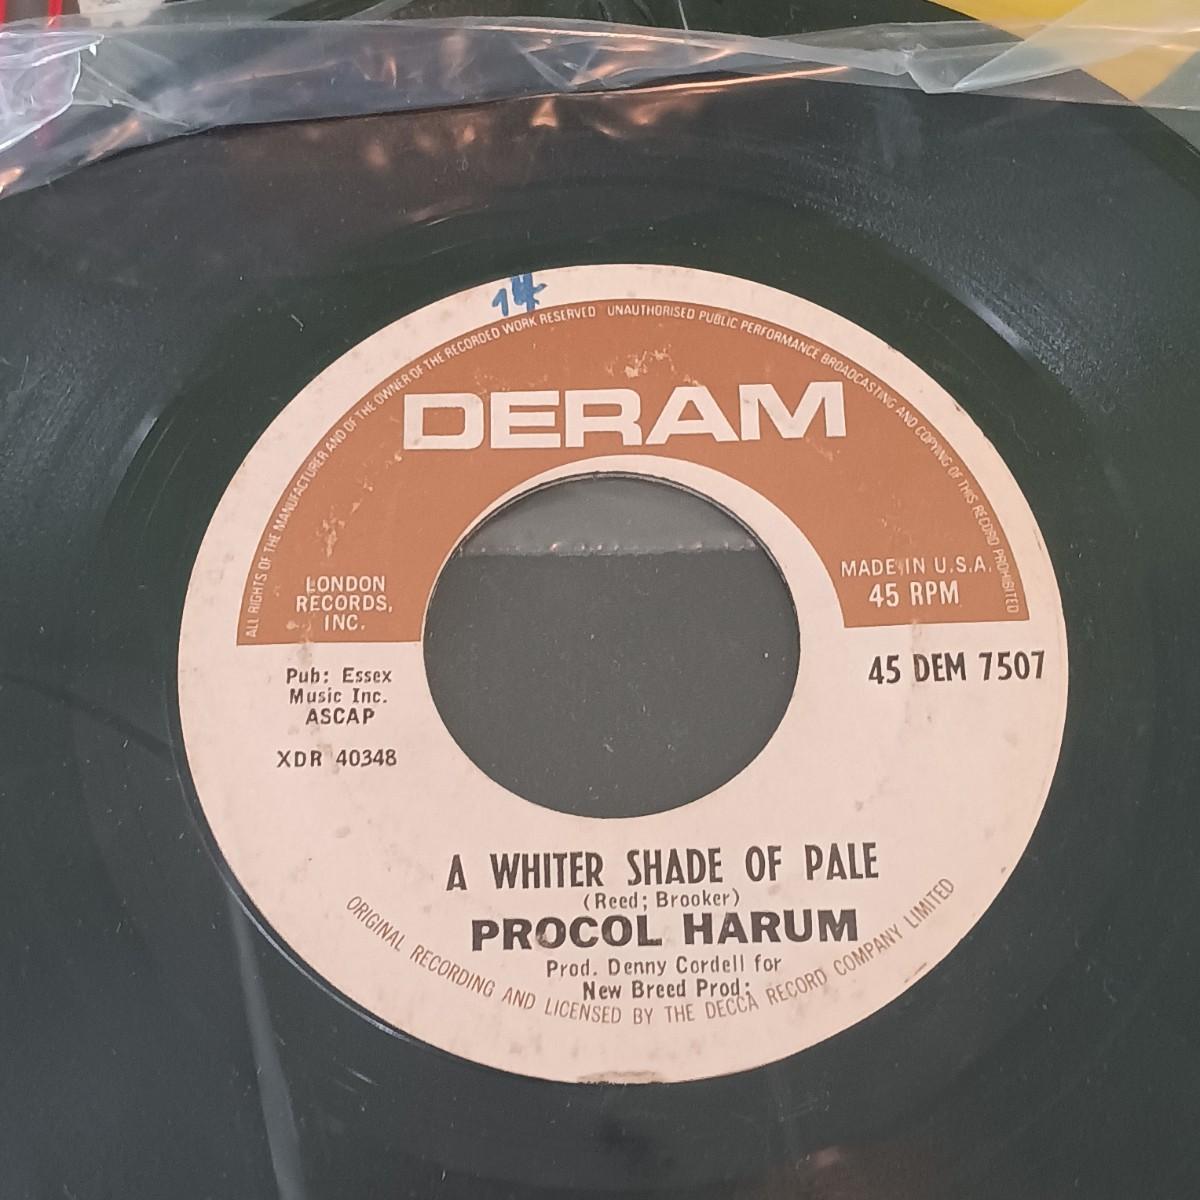 ALL RIGHTS OF THE MANUFACTURER AND OF THE OWNER OF THE RECORDED WORK RESERVED UNAUTHORISED PUBLIC PERFORMANCE BROADCASTING AND COPYING OF THIS RECORD PROHIBITED
DERAM
LONDON
RECORDS,
INC.
MADE IN U.S.A.
45 RPM
Pub: Essex
Music Inc.
ASCAP
XDR 40348
45 DEM 7507
A WHITER SHADE OF PALE
(Reed; Brooker)
PROCOL HARUM
Prod. Denny Cordell for
New Breed Prod:
ORIGINAL RECORDING AND LICENSED BY THE DECCA RECORD COMPANY LIMITED